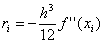 r_i = -\frac{h^3}{12} f''(x_i)